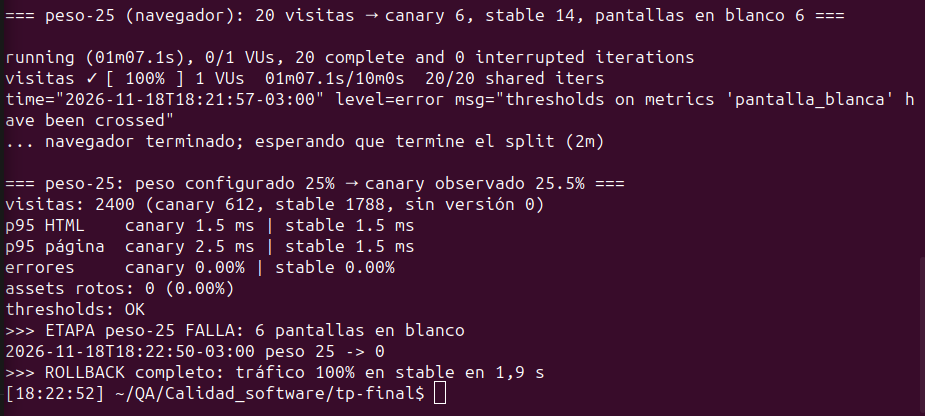 === peso-25 (navegador): 20 visitas → canary 6, stable 14, pantallas en blanco 6 ===
running (01m07.1s), 0/1 VUs, 20 complete and 0 interrupted iterations
visitas ✓ [ 100% ] 1 VUs  01m07.1s/10m0s  20/20 shared iters
time="2026-11-18T18:21:57-03:00" level=error msg="thresholds on metrics 'pantalla_blanca' h
ave been crossed"
... navegador terminado; esperando que termine el split (2m)
=== peso-25: peso configurado 25% → canary observado 25.5% ===
visitas: 2400 (canary 612, stable 1788, sin versión 0)
p95 HTML    canary 1.5 ms | stable 1.5 ms
p95 página  canary 2.5 ms | stable 1.5 ms
errores     canary 0.00% | stable 0.00%
assets rotos: 0 (0.00%)
thresholds: OK
>>> ETAPA peso-25 FALLA: 6 pantallas en blanco
2026-11-18T18:22:50-03:00 peso 25 -> 0
>>> ROLLBACK completo: tráfico 100% en stable en 1,9 s
[18:22:52] ~/QA/Calidad_software/tp-final$